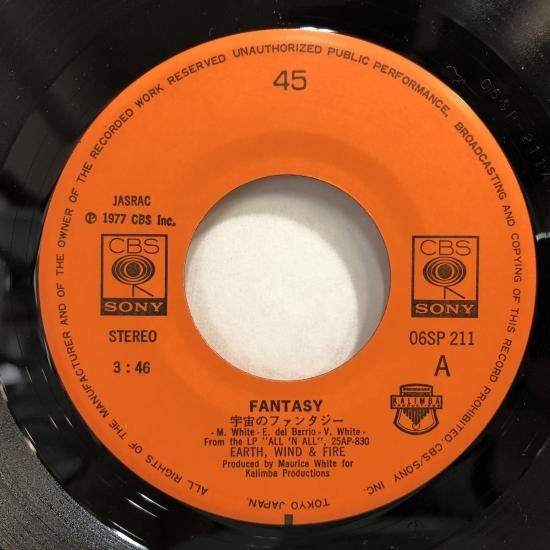 ALL RIGHTS OF THE MANUFACTURER AND OF THE OWNER OF THE RECORDED WORK RESERVED UNAUTHORIZED PUBLIC PERFORMANCE, BROADCASTING AND COPYING OF THIS RECORD PROHIBITED. CBS/SONY INC.
TOKYO JAPAN.
45
06SP 211A
JASRAC
℗ 1977 CBS Inc.
CBS
SONY
CBS
SONY
STEREO
06SP 211
3:46
A
KALIMBA
FANTASY
宇宙のファンタジー
- M. White - E. del Barrio - V. White -
From the LP "ALL 'N ALL", 25AP-830
EARTH, WIND & FIRE
Produced by Maurice White for
Kalimba Productions